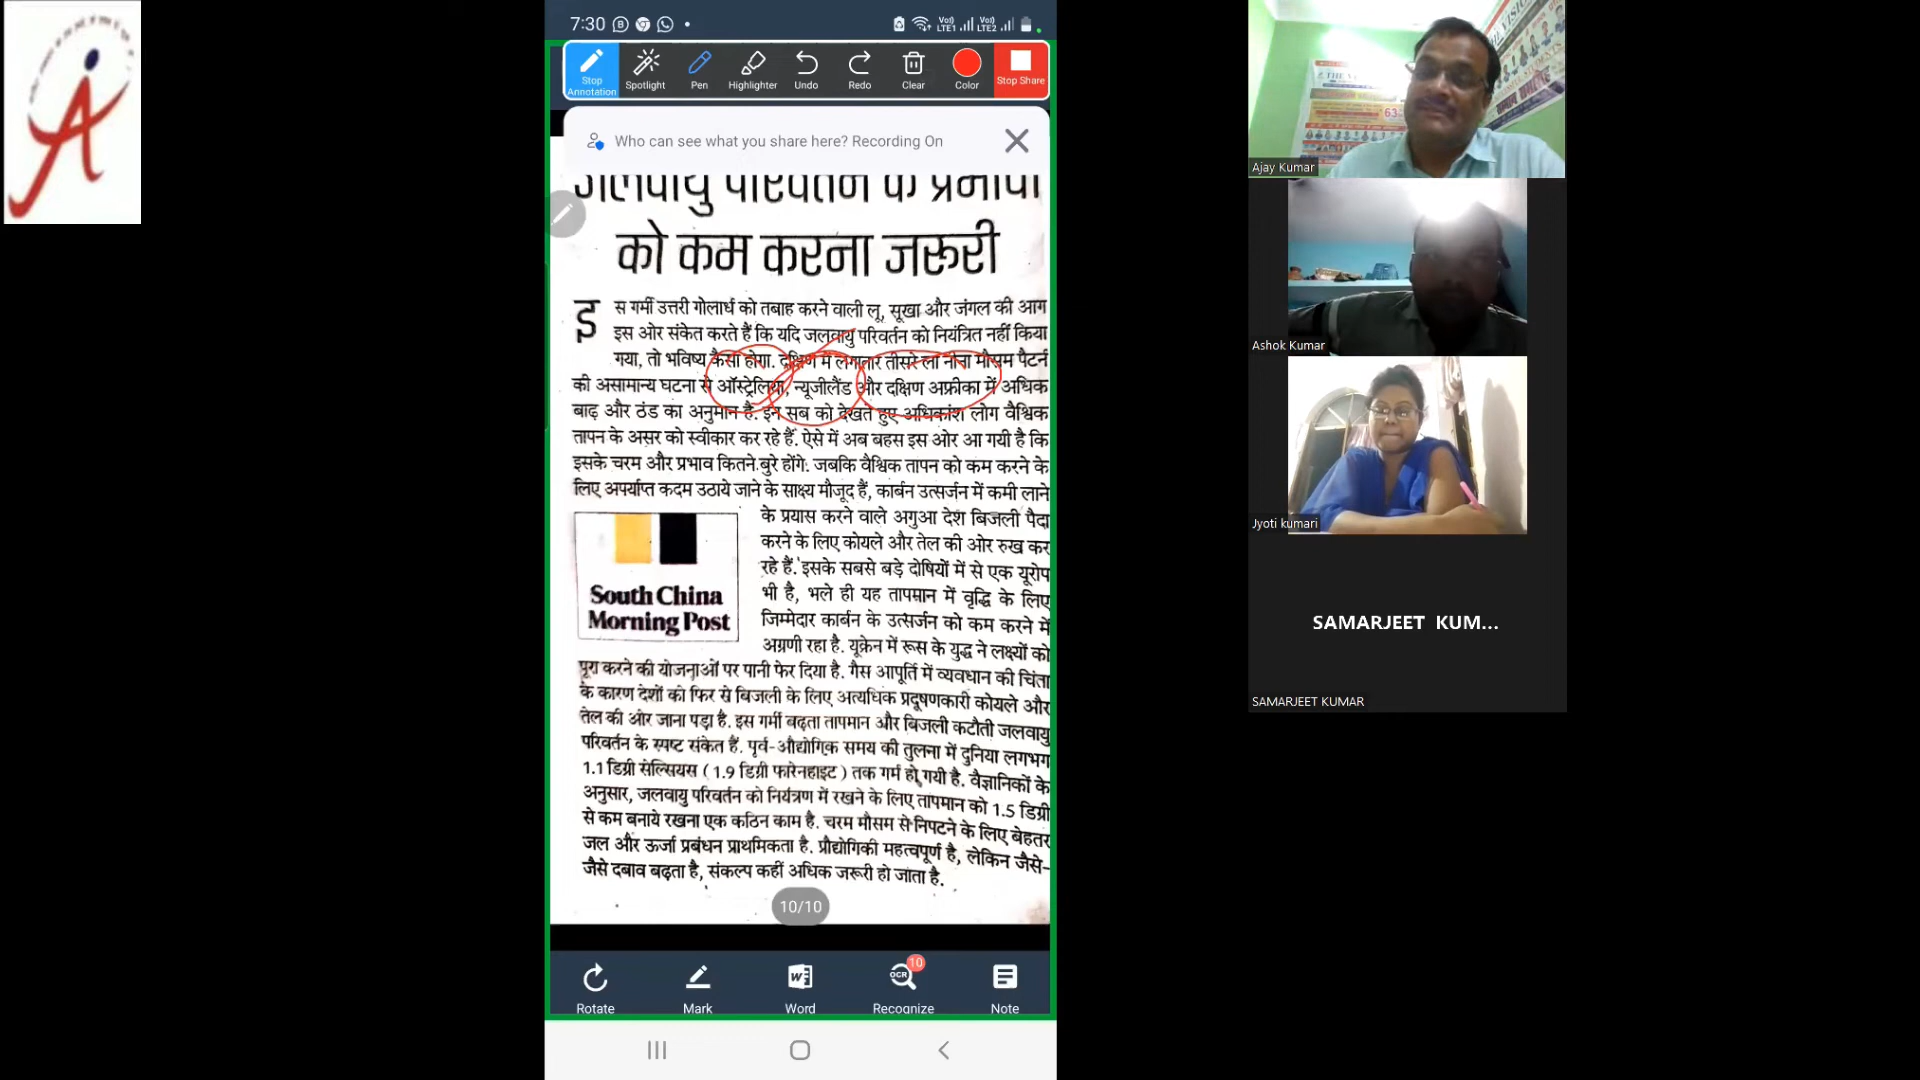 7:30
Stop Annotation
Spotlight
Pen
Highlighter
Undo
Redo
Clear
Color
Stop Share
Who can see what you share here? Recording On
जलवायु परिवर्तन के प्रभावों
को कम करना जरूरी
इस गर्मी उत्तरी गोलार्ध को तबाह करने वाली लू, सूखा और जंगल की आग
इस ओर संकेत करते हैं कि यदि जलवायु परिवर्तन को नियंत्रित नहीं किया
गया, तो भविष्य कैसा होगा. दक्षिण में लगातार तीसरे ला नीना मौसम पैटर्न
की असामान्य घटना से ऑस्ट्रेलिया, न्यूजीलैंड और दक्षिण अफ्रीका में अधिक
बाढ़ और ठंड का अनुमान है. इन सब को देखते हुए अधिकांश लोग वैश्विक
तापन के असर को स्वीकार कर रहे हैं. ऐसे में अब बहस इस ओर आ गयी है कि
इसके चरम और प्रभाव कितने बुरे होंगे. जबकि वैश्विक तापन को कम करने के
लिए अपर्याप्त कदम उठाये जाने के साक्ष्य मौजूद हैं, कार्बन उत्सर्जन में कमी लाने
के प्रयास करने वाले अगुआ देश बिजली पैदा
करने के लिए कोयले और तेल की ओर रुख कर
रहे हैं. इसके सबसे बड़े दोषियों में से एक यूरोप
भी है, भले ही यह तापमान में वृद्धि के लिए
जिम्मेदार कार्बन के उत्सर्जन को कम करने में
अग्रणी रहा है. यूक्रेन में रूस के युद्ध ने लक्ष्यों को
South China
Morning Post
पूरा करने की योजनाओं पर पानी फेर दिया है. गैस आपूर्ति में व्यवधान की चिंता
के कारण देशों को फिर से बिजली के लिए अत्यधिक प्रदूषणकारी कोयले और
तेल की ओर जाना पड़ा है. इस गर्मी बढ़ता तापमान और बिजली कटौती जलवायु
परिवर्तन के स्पष्ट संकेत हैं. पूर्व-औद्योगिक समय की तुलना में दुनिया लगभग
1.1 डिग्री सेल्सियस (1.9 डिग्री फारेनहाइट) तक गर्म हो गयी है. वैज्ञानिकों के
अनुसार, जलवायु परिवर्तन को नियंत्रण में रखने के लिए तापमान को 1.5 डिग्री
से कम बनाये रखना एक कठिन काम है. चरम मौसम से निपटने के लिए बेहतर
जल और ऊर्जा प्रबंधन प्राथमिकता है. प्रौद्योगिकी महत्वपूर्ण है, लेकिन जैसे-
जैसे दबाव बढ़ता है, संकल्प कहीं अधिक जरूरी हो जाता है.
10/10
Rotate
Mark
Word
OCR
10
Recognize
Note
63
Ajay Kumar
Ashok Kumar
Jyoti kumari
SAMARJEET KUM...
SAMARJEET KUMAR